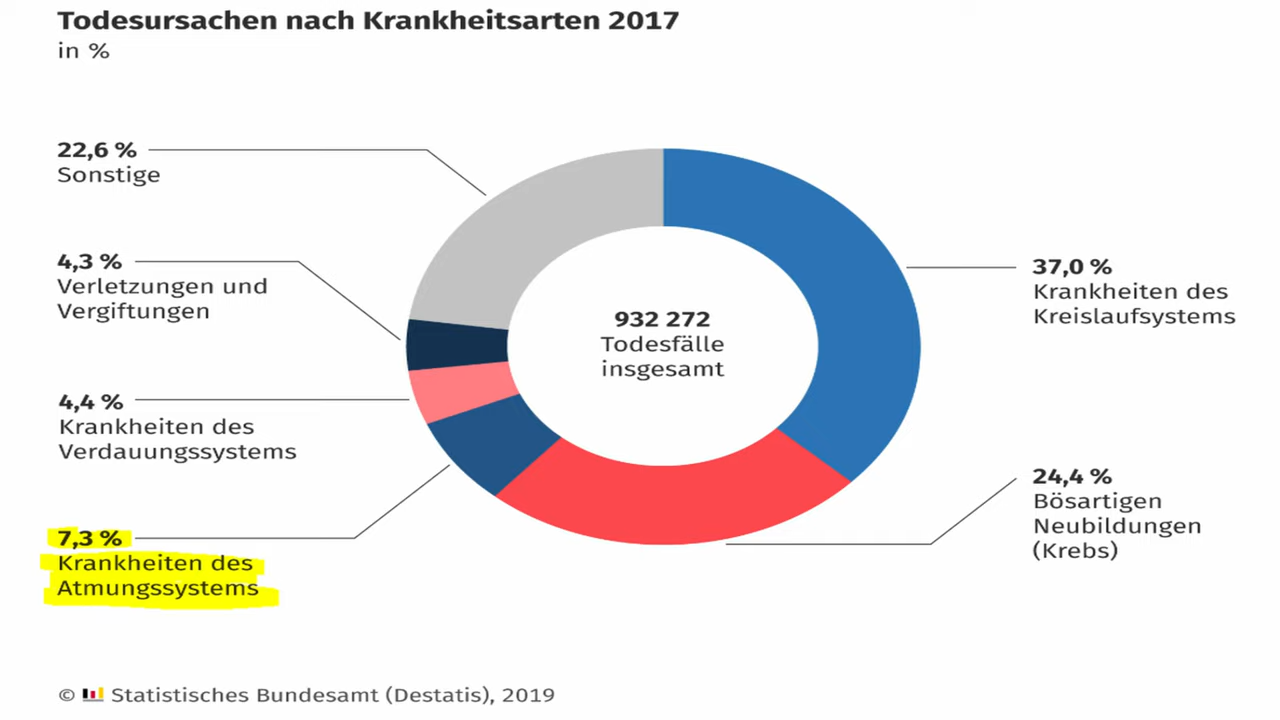 Todesursachen nach Krankheitsarten 2017
in %
22,6 %
Sonstige
4,3 %
Verletzungen und
Vergiftungen
4,4 %
Krankheiten des
Verdauungssystems
7,3 %
Krankheiten des
Atmungssystems
932 272
Todesfälle
insgesamt
37,0 %
Krankheiten des
Kreislaufsystems
24,4 %
Bösartigen
Neubildungen
(Krebs)
© Statistisches Bundesamt (Destatis), 2019